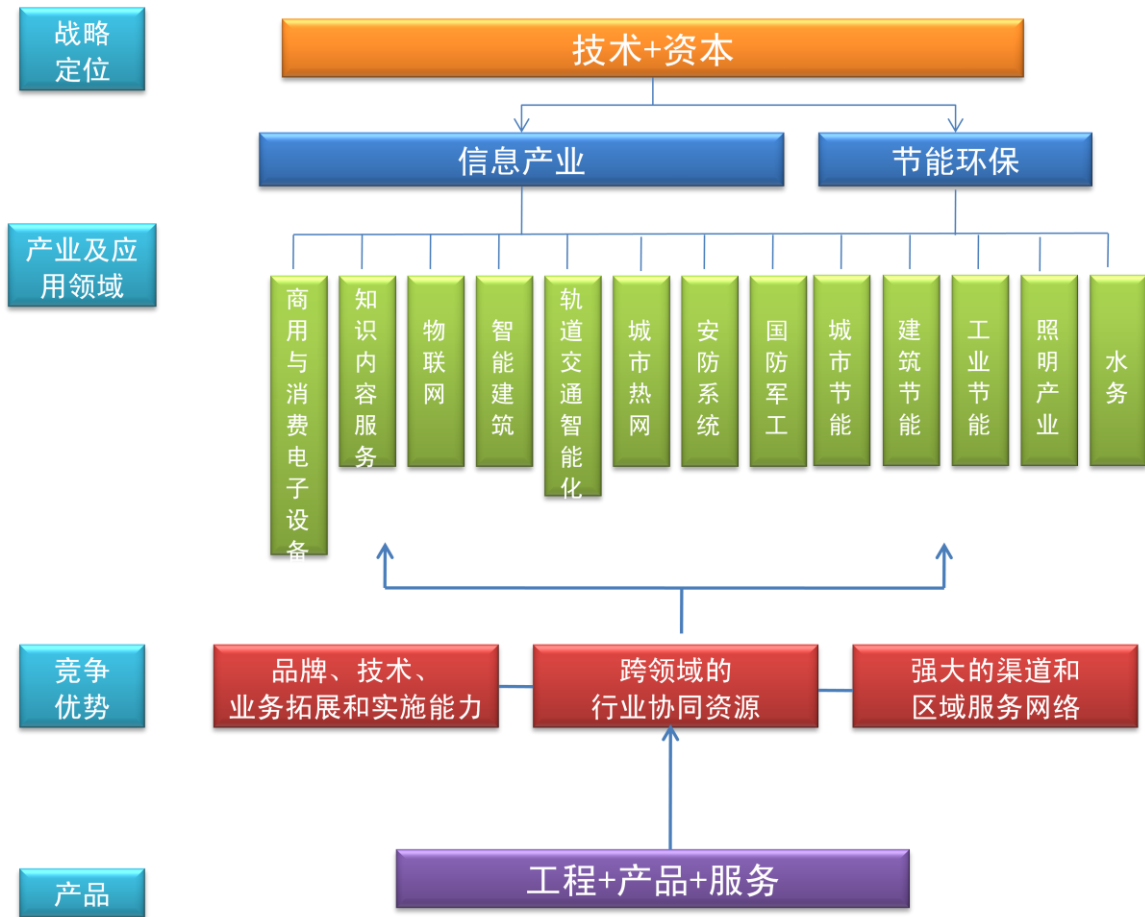 战略
定位
技术+资本
信息产业
节能环保
产业及应
用领域
商用与消费电子设备
知识内容服务
物联网
智能建筑
轨道交通智能化
城市热网
安防系统
国防军工
城市节能
建筑节能
工业节能
照明产业
水务
竞争
优势
品牌、技术、
业务拓展和实施能力
跨领域的
行业协同资源
强大的渠道和
区域服务网络
产品
工程+产品+服务